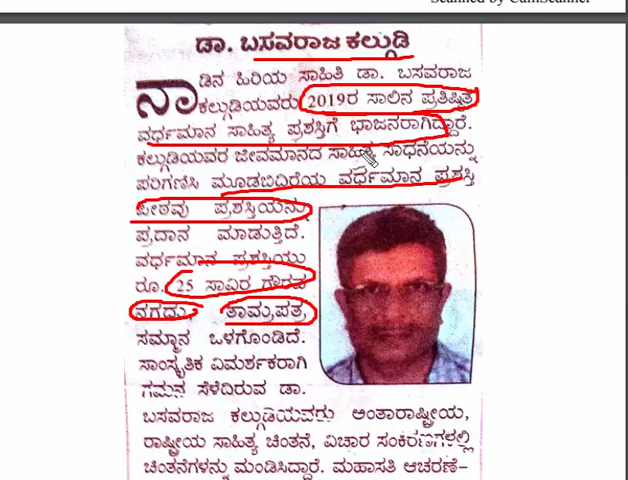 Scanned by CamScanner
ಡಾ. ಬಸವರಾಜ ಕಲ್ಗುಡಿ
ನಾಡಿನ ಹಿರಿಯ ಸಾಹಿತಿ ಡಾ. ಬಸವರಾಜ
ಕಲ್ಗುಡಿಯವರು 2019ರ ಸಾಲಿನ ಪ್ರತಿಷ್ಠಿತ
ವರ್ಧಮಾನ ಸಾಹಿತ್ಯ ಪ್ರಶಸ್ತಿಗೆ ಭಾಜನರಾಗಿದ್ದಾರೆ.
ಕಲ್ಗುಡಿಯವರ ಜೀವಮಾನದ ಸಾಹಿತ್ಯ ಸಾಧನೆಯನ್ನು
ಪರಿಗಣಿಸಿ ಮೂಡಬಿದಿರೆಯ ವರ್ಧಮಾನ ಪ್ರಶಸ್ತಿ
ಪೀಠವು ಪ್ರಶಸ್ತಿಯನ್ನು
ಪ್ರದಾನ ಮಾಡುತ್ತಿದೆ.
ವರ್ಧಮಾನ ಪ್ರಶಸ್ತಿಯು
ರೂ. 25 ಸಾವಿರ ಗೌರವ
ನಗದು, ತಾಮ್ರಪತ್ರ
ಸಮ್ಮಾನ ಒಳಗೊಂಡಿದೆ.
ಸಾಂಸ್ಕೃತಿಕ ವಿಮರ್ಶಕರಾಗಿ
ಗಮನ ಸೆಳೆದಿರುವ ಡಾ.
ಬಸವರಾಜ ಕಲ್ಗುಡಿಯವರು ಅಂತಾರಾಷ್ಟ್ರೀಯ,
ರಾಷ್ಟ್ರೀಯ ಸಾಹಿತ್ಯ ಚಿಂತನೆ, ವಿಚಾರ ಸಂಕಿರಣಗಳಲ್ಲಿ
ಚಿಂತನೆಗಳನ್ನು ಮಂಡಿಸಿದ್ದಾರೆ. ಮಹಾಸತಿ ಆಚರಣೆ-